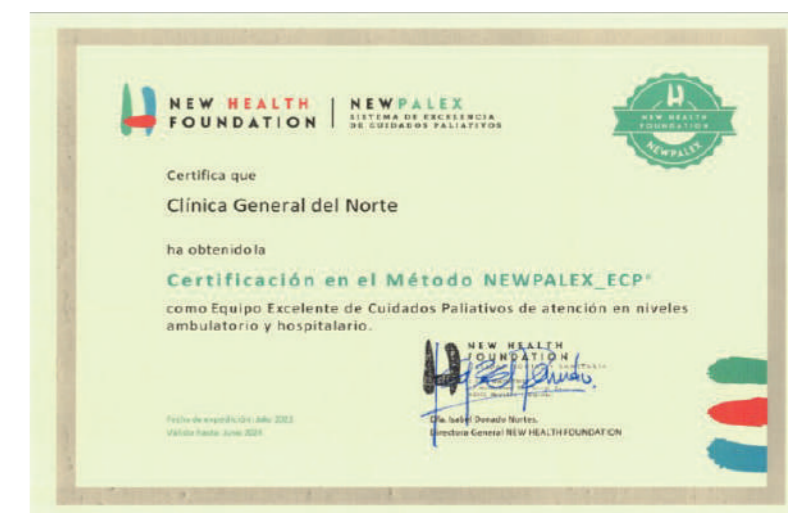 NEW HEALTH
FOUNDATION
NEWPALEX
SISTEMA DE EXCELENCIA
DE CUIDADOS PALIATIVOS
NEW HEALTH
FOUNDATION
NEWPALEX
Certifica que
Clínica General del Norte
ha obtenido la
Certificación en el Método NEWPALEX_ECP®
como Equipo Excelente de Cuidados Paliativos de atención en niveles
ambulatorio y hospitalario.
NEW HEALTH
FOUNDATION
Fecha de expedición: Julio 2023
Válido hasta: Junio 2024
Dña. Isabel Donado Nortes.
Directora General NEW HEALTH FOUNDATION